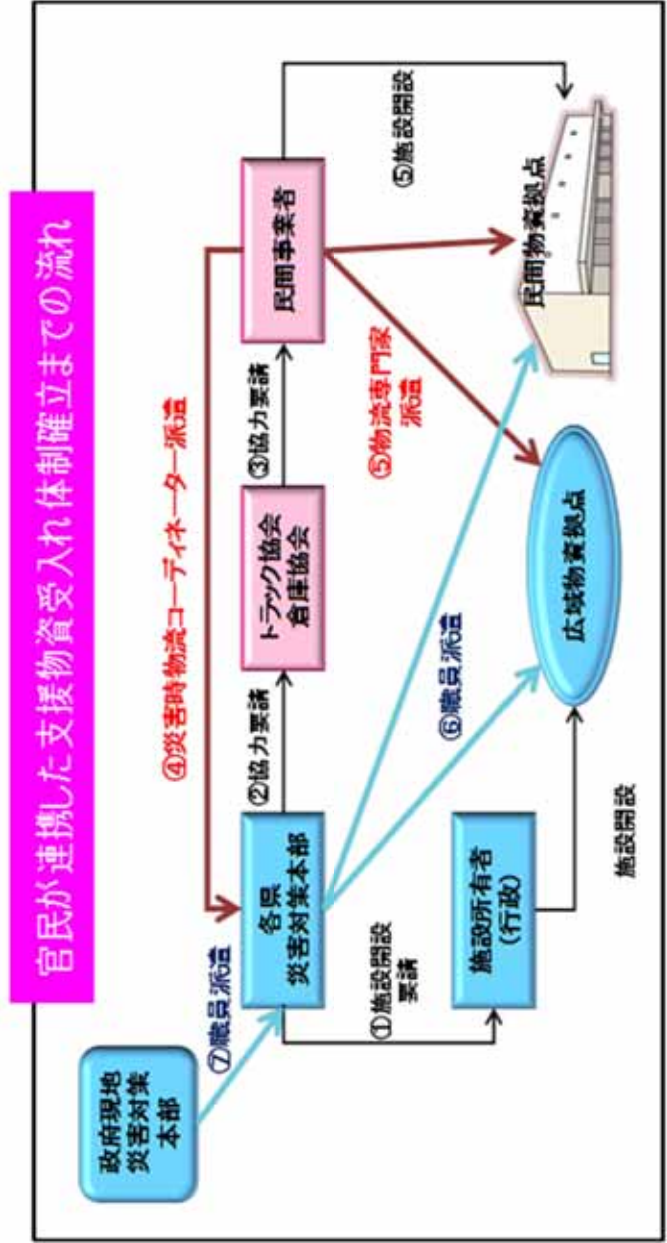 官民が連携した支援物資受入れ体制確立までの流れ
政府現地
災害対策
本部
⑦職員派遣
④災害時物流コーディネーター派遣
各県
災害対策本部
②協力要請
トラック協会
倉庫協会
③協力要請
民間事業者
⑤施設開設
①施設開設
要請
⑥職員派遣
⑤物流専門家
派遣
施設所有者
(行政)
施設開設
広域物資拠点
民間物資拠点